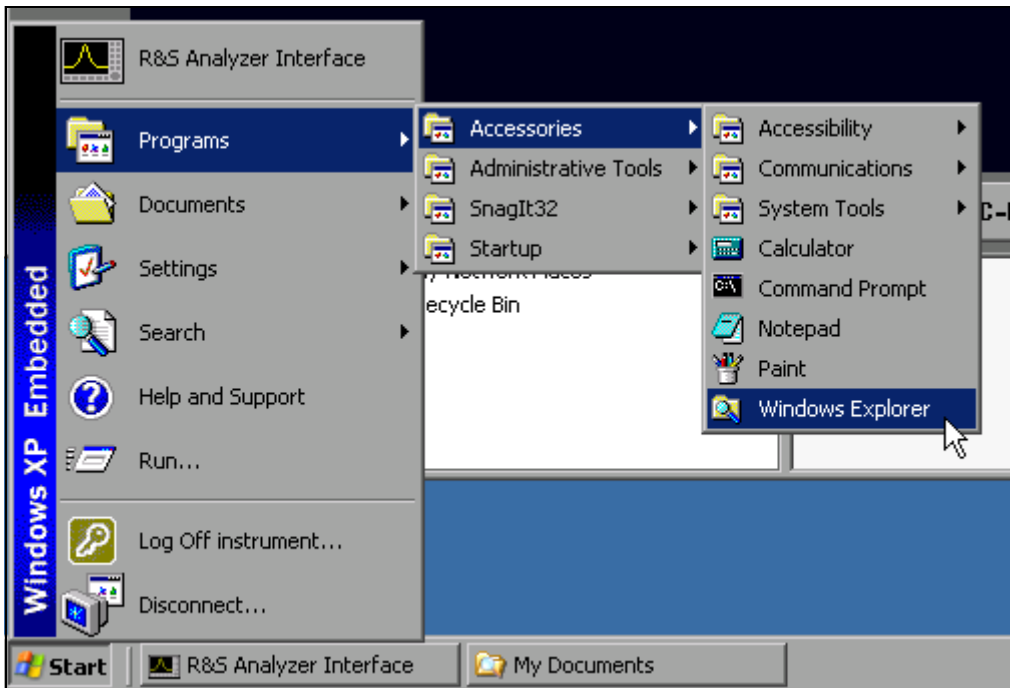 R&S Analyzer Interface
Programs
Documents
Settings
Search
Help and Support
Run...
Log Off instrument...
Disconnect...
Windows XP Embedded
Accessories
Administrative Tools
SnagIt32
Startup
Accessibility
Communications
System Tools
Calculator
Command Prompt
Notepad
Paint
Windows Explorer
ecycle Bin
Start
R&S Analyzer Interface
My Documents